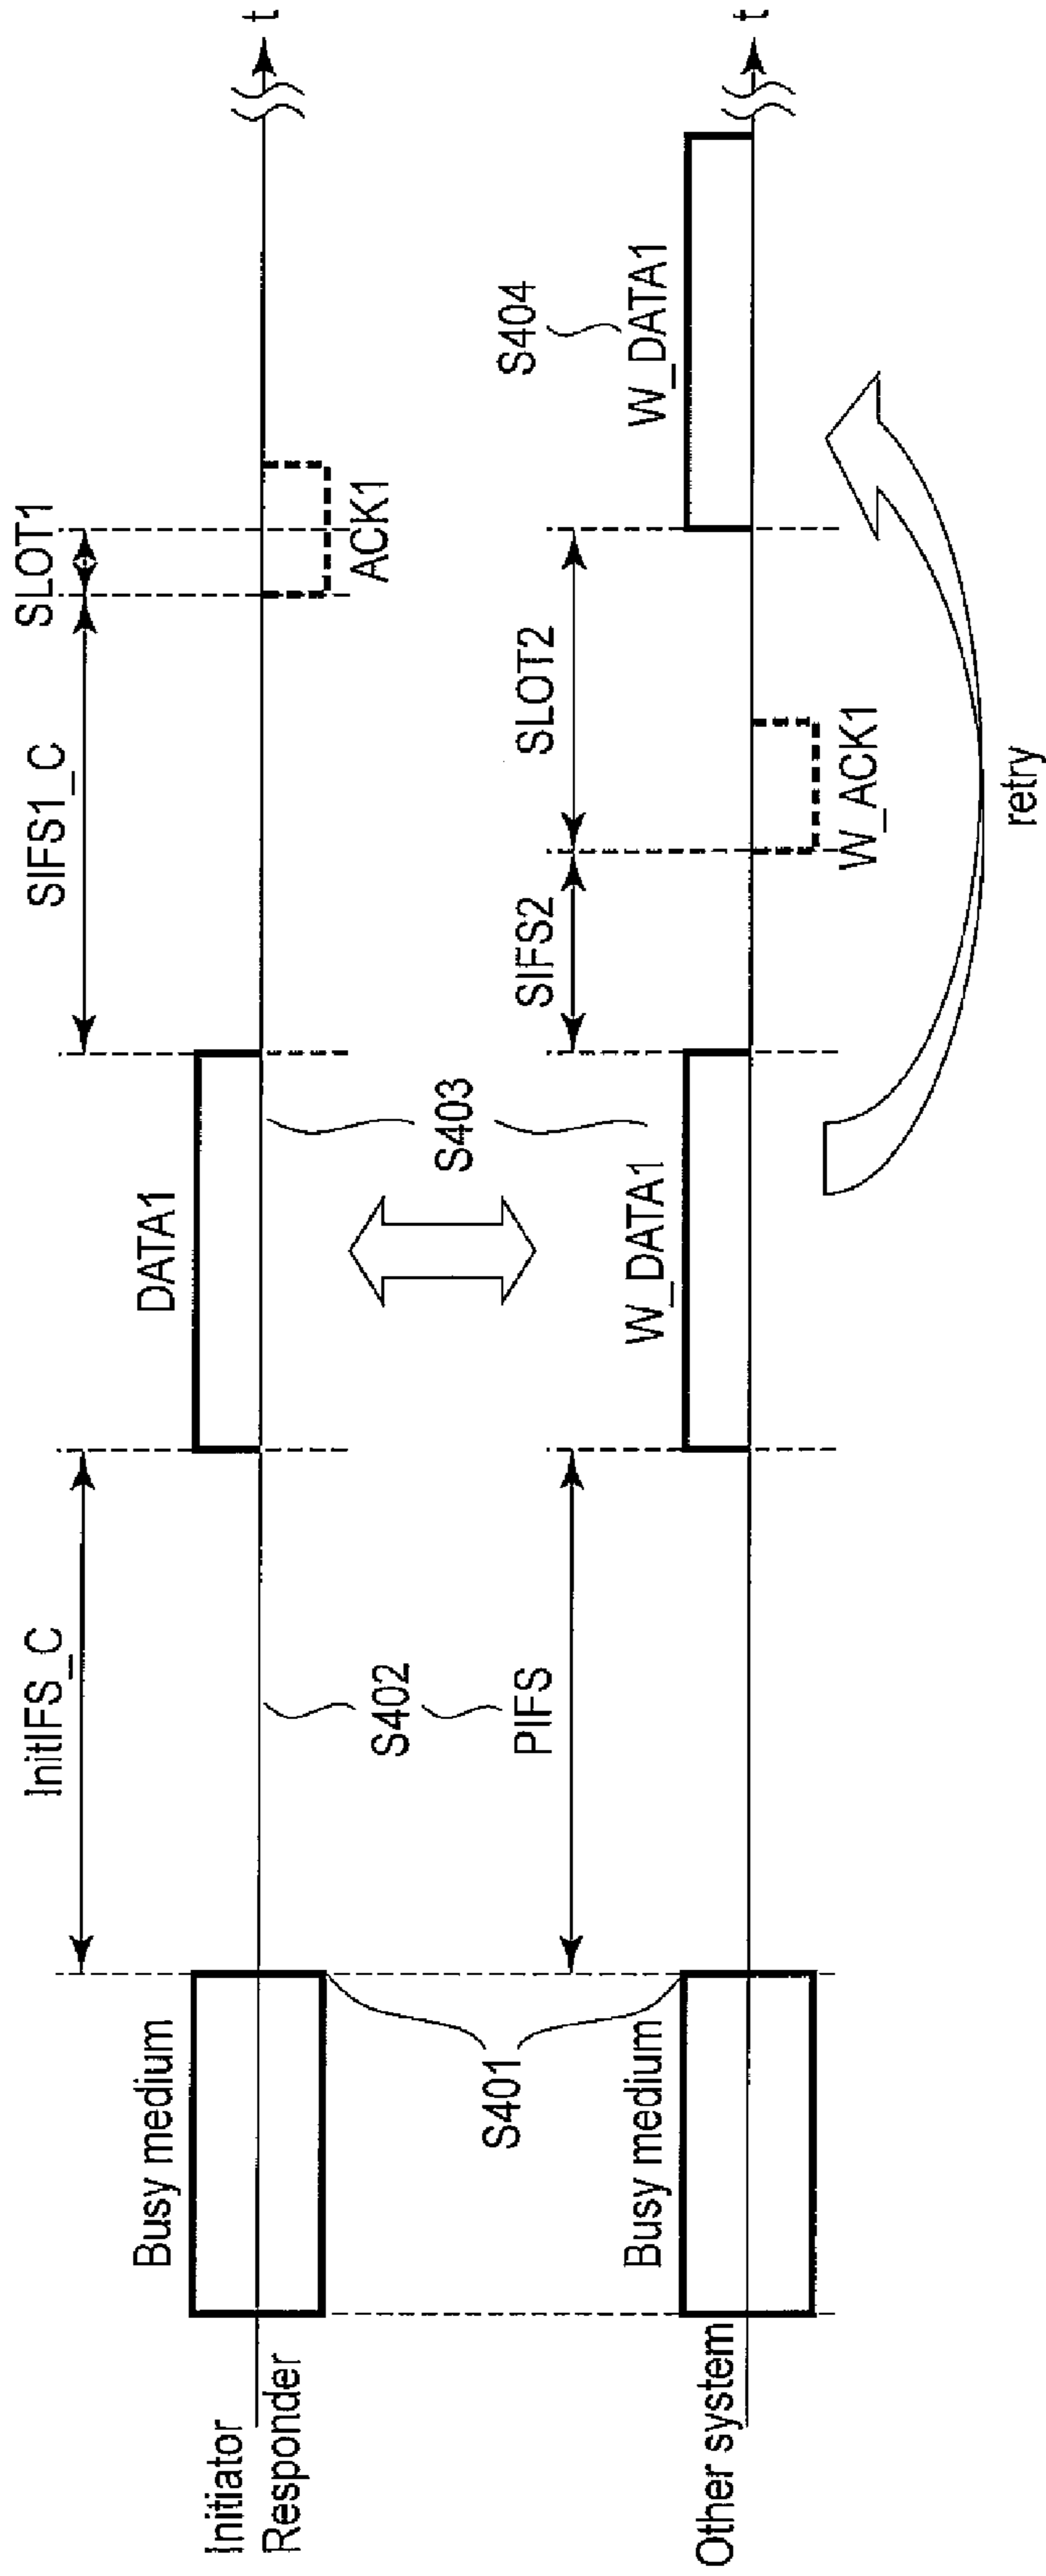 Initiator
Responder
Busy medium
InitIFS_C
DATA1
SIFS1_C
SLOT1
ACK1
t
S401
S402
S403
S404
Other system
Busy medium
PIFS
W_DATA1
SIFS2
SLOT2
W_ACK1
W_DATA1
t
retry